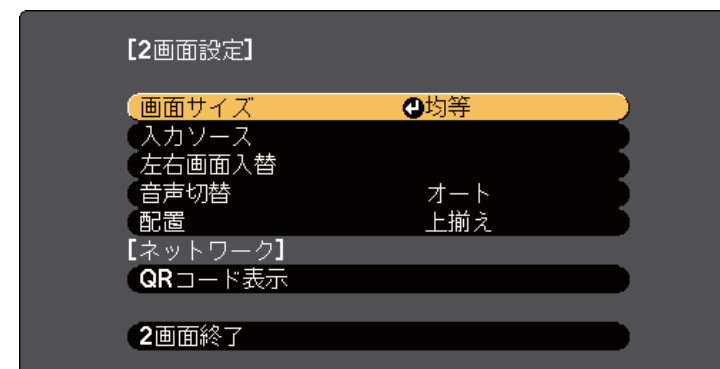 [2画面設定]
画面サイズ 均等
入力ソース
左右画面入替
音声切替 オート
配置 上揃え
[ネットワーク]
QRコード表示
2画面終了